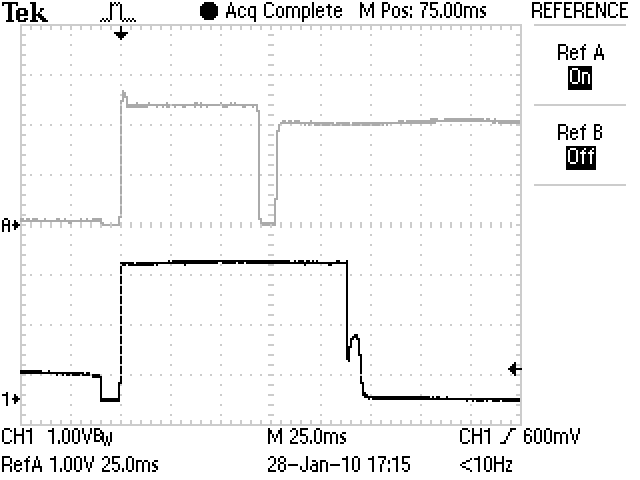 Tek Acq Complete M Pos: 75.00ms REFERENCE
Ref A
On
Ref B
Off
A
1
CH1 1.00VBW M 25.0ms CH1 600mV
RefA 1.00V 25.0ms 28-Jan-10 17:15 <10Hz